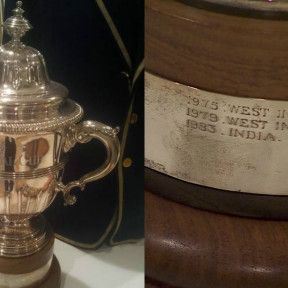 1975 . WEST I
1979 . WEST IN
1983 . INDIA.